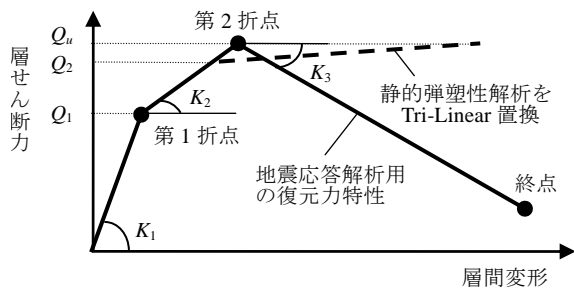 層せん断力
Qu
Q2
Q1
第2折点
K3
K2
第1折点
K1
静的弾塑性解析を
Tri-Linear 置換
地震応答解析用
の復元力特性
終点
層間変形